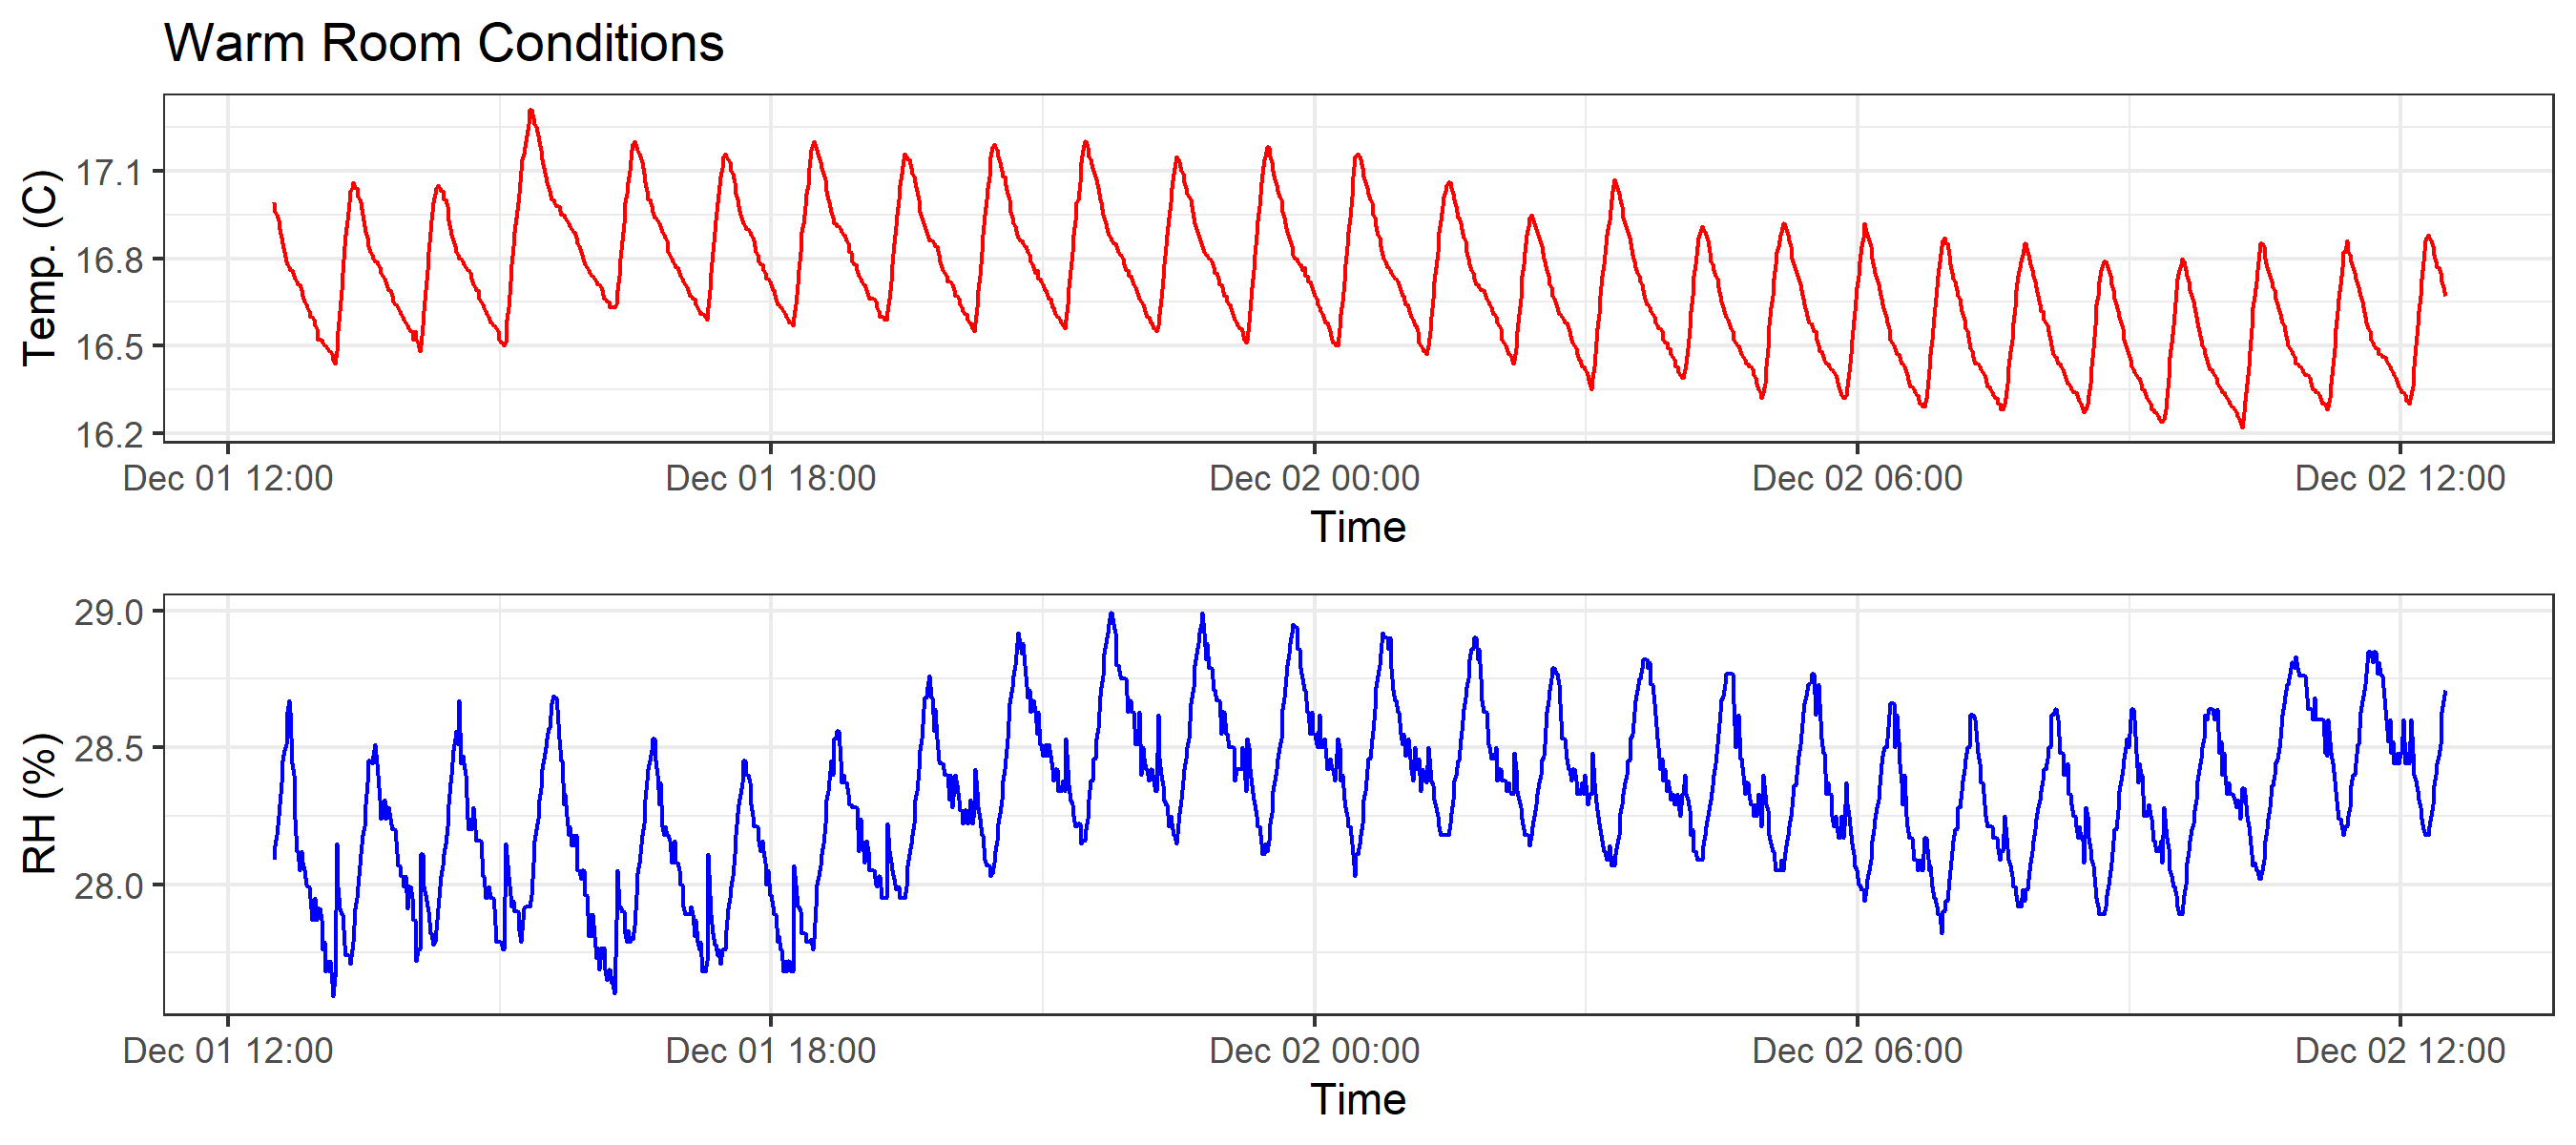 Warm Room Conditions
Temp. (C)
17.1
16.8
16.5
16.2
Dec 01 12:00 Dec 01 18:00 Dec 02 00:00 Dec 02 06:00 Dec 02 12:00
Time
RH (%)
29.0
28.5
28.0
Dec 01 12:00 Dec 01 18:00 Dec 02 00:00 Dec 02 06:00 Dec 02 12:00
Time